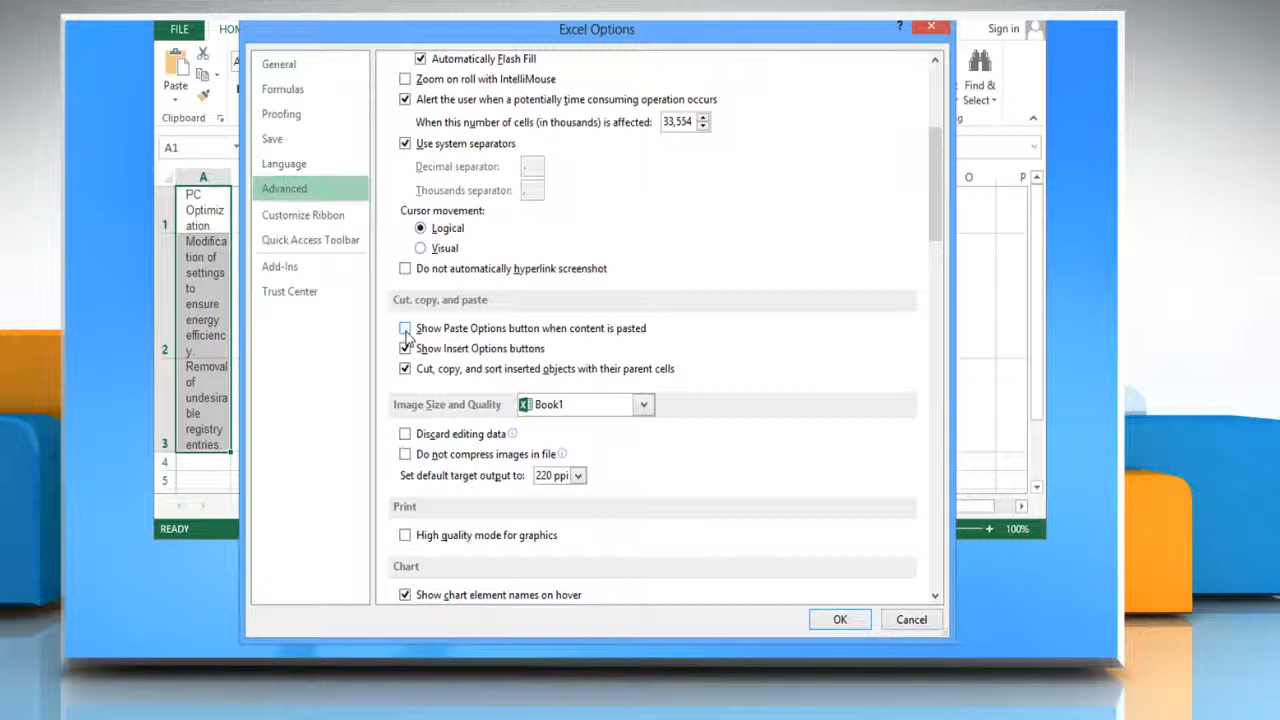 FILE
HOM
Excel Options
?
Sign in
Paste
Clipboard
Find &
Select
A1
A
O
P
PC
Optimiz
ation.
1
Modifica
tion of
settings
to
ensure
energy
efficienc
y.
2
Removal
of
undesira
ble
registry
entries.
3
4
5
READY
100%
General
Formulas
Proofing
Save
Language
Advanced
Customize Ribbon
Quick Access Toolbar
Add-Ins
Trust Center
Automatically Flash Fill
Zoom on roll with IntelliMouse
Alert the user when a potentially time consuming operation occurs
When this number of cells (in thousands) is affected: 33,554
Use system separators
Decimal separator: .
Thousands separator: ,
Cursor movement:
Logical
Visual
Do not automatically hyperlink screenshot
Cut, copy, and paste
Show Paste Options button when content is pasted
Show Insert Options buttons
Cut, copy, and sort inserted objects with their parent cells
Image Size and Quality Book1
Discard editing data
Do not compress images in file
Set default target output to: 220 ppi
Print
High quality mode for graphics
Chart
Show chart element names on hover
OK Cancel